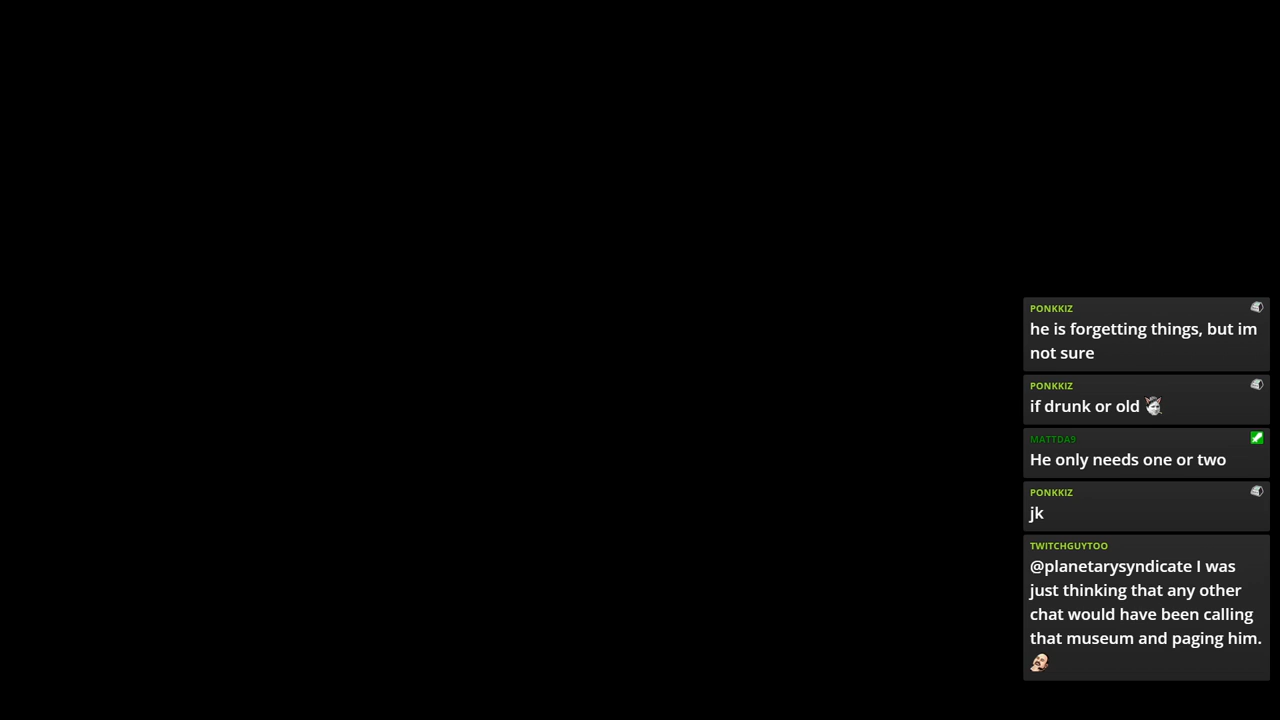 PONKKIZ
he is forgetting things, but im
not sure
PONKKIZ
if drunk or old
MATTDA9
He only needs one or two
PONKKIZ
jk
TWITCHGUYTOO
@planetarysyndicate I was
just thinking that any other
chat would have been calling
that museum and paging him.